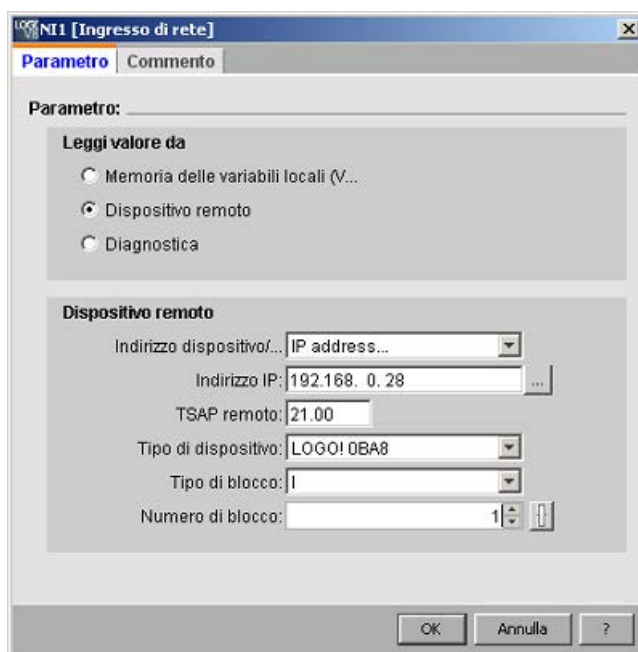 NI1 [Ingresso di rete]
Parametro Commento
Parametro:
Leggi valore da
Memoria delle variabili locali (V...
Dispositivo remoto
Diagnostica
Dispositivo remoto
Indirizzo dispositivo/... IP address...
Indirizzo IP: 192.168. 0. 28 ...
TSAP remoto: 21.00
Tipo di dispositivo: LOGO! 0BA8
Tipo di blocco: I
Numero di blocco: 1
OK Annulla ?